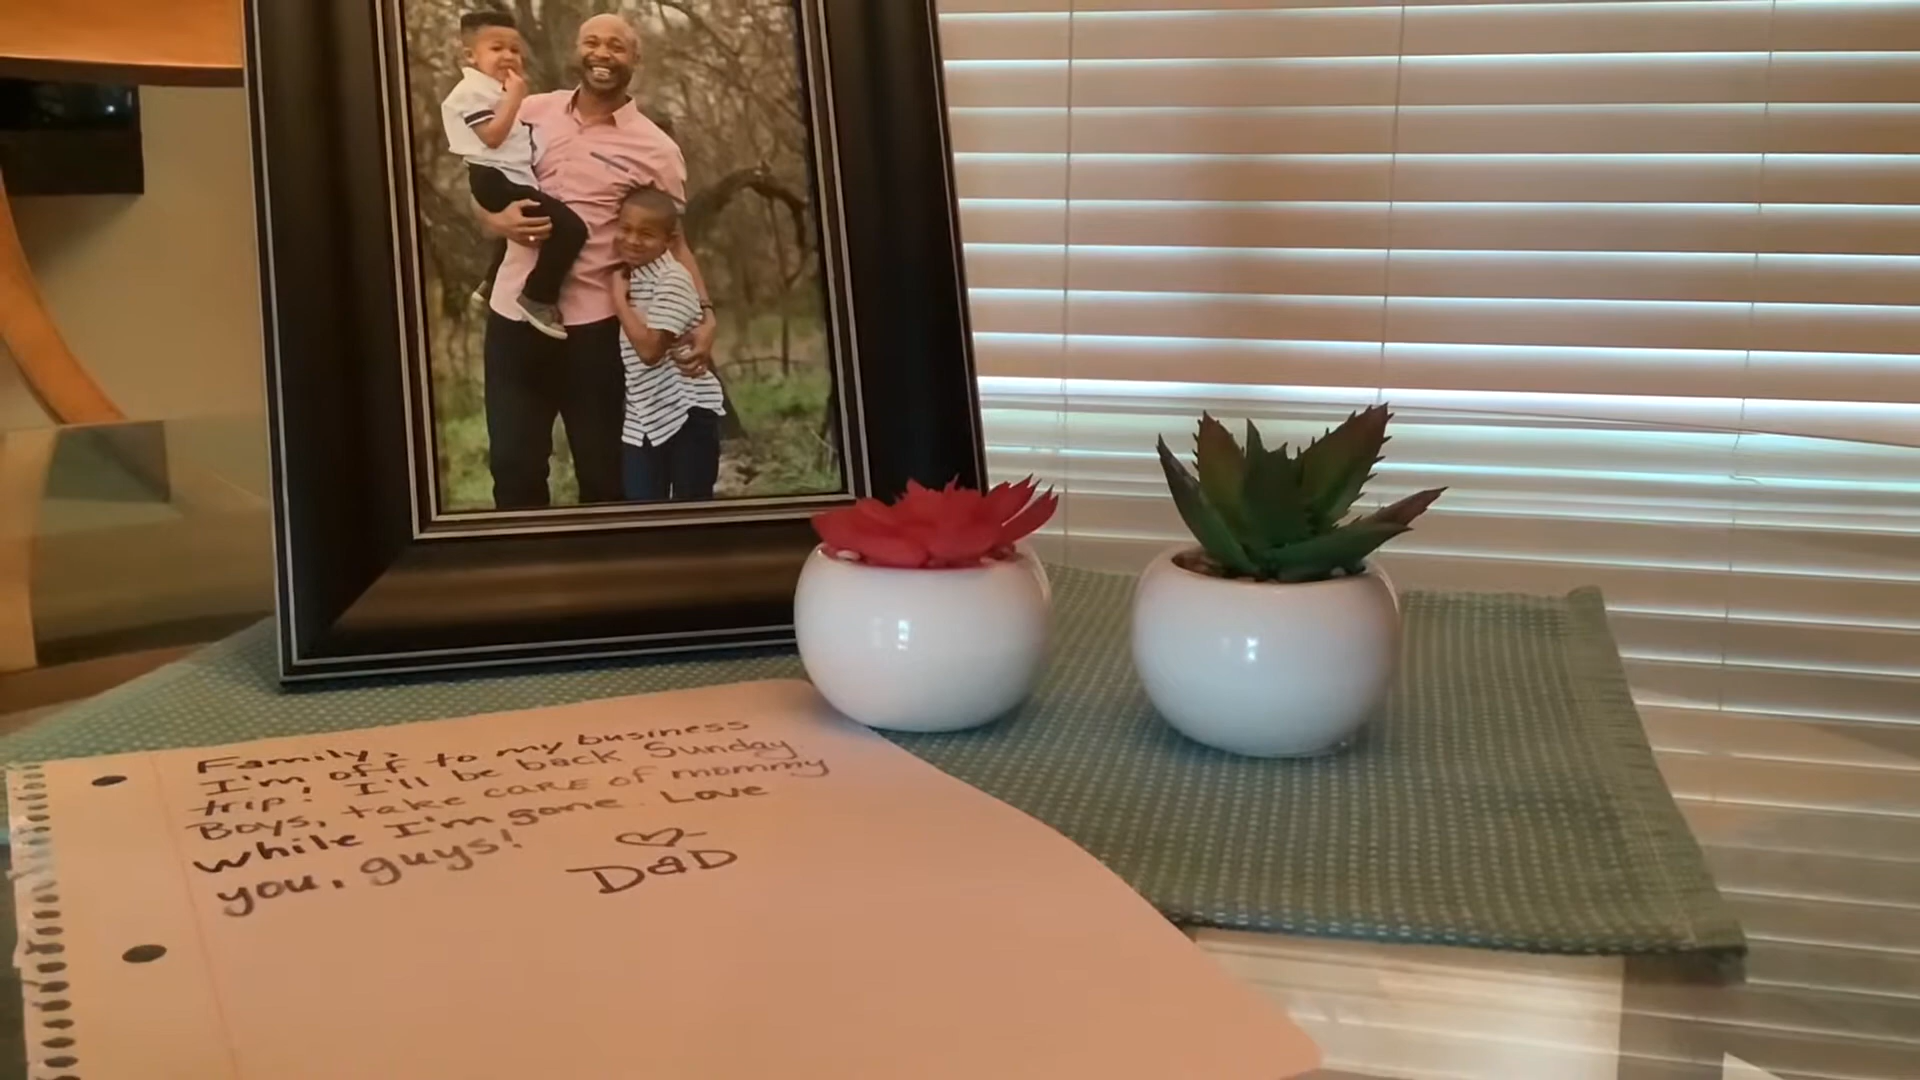 Family,
I'm off to my business
trip! I'll be back Sunday.
Boys, take care of mommy
while I'm gone. Love
you, guys!
DaD